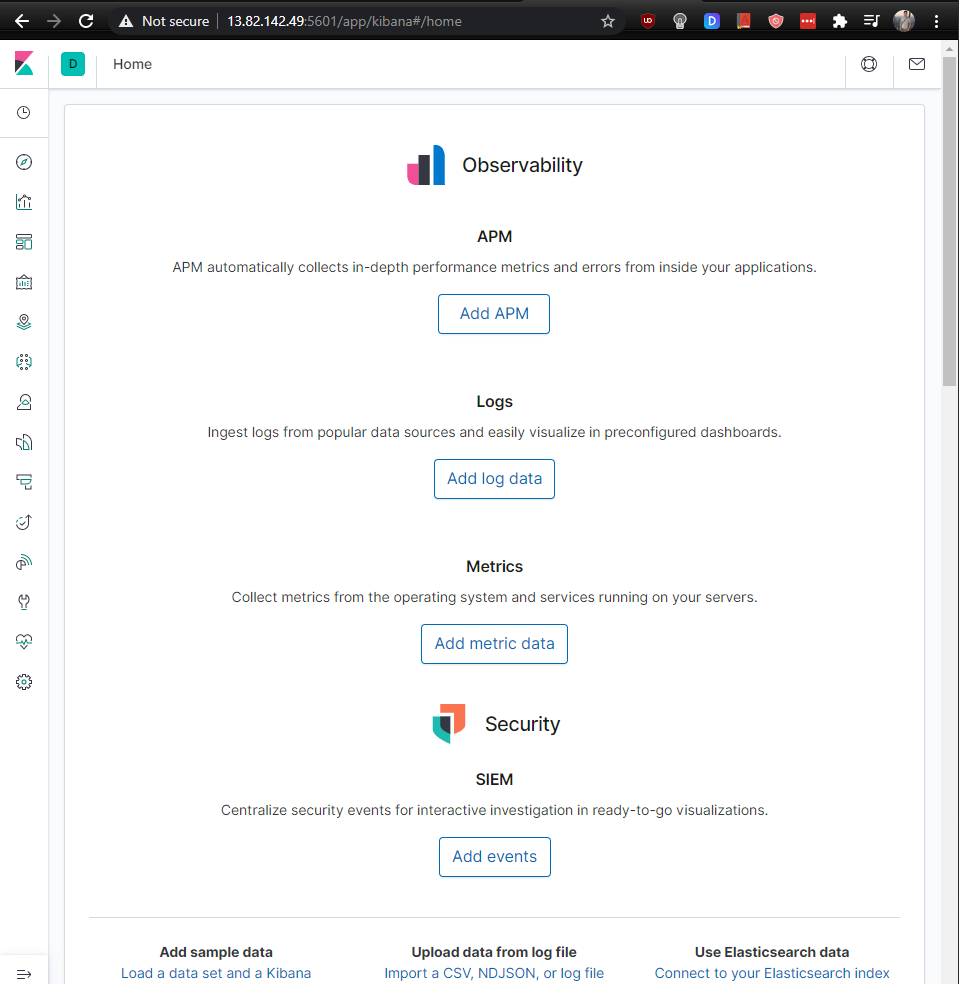 Not secure 13.82.142.49:5601/app/kibana#/home
D Home
Observability
APM
APM automatically collects in-depth performance metrics and errors from inside your applications.
Add APM
Logs
Ingest logs from popular data sources and easily visualize in preconfigured dashboards.
Add log data
Metrics
Collect metrics from the operating system and services running on your servers.
Add metric data
Security
SIEM
Centralize security events for interactive investigation in ready-to-go visualizations.
Add events
Add sample data Upload data from log file Use Elasticsearch data
Load a data set and a Kibana Import a CSV, NDJSON, or log file Connect to your Elasticsearch index